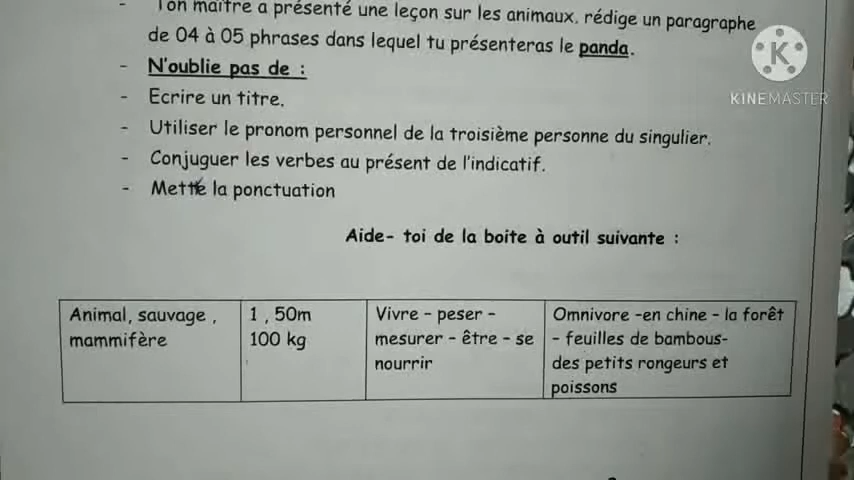 - Ton maître a présenté une leçon sur les animaux, rédige un paragraphe
de 04 à 05 phrases dans lequel tu présenteras le panda.
- N'oublie pas de :
- Ecrire un titre.
- Utiliser le pronom personnel de la troisième personne du singulier.
- Conjuguer les verbes au présent de l'indicatif.
- Mette la ponctuation
Aide- toi de la boite à outil suivante :
Animal, sauvage ,
mammifère
1 , 50m
100 kg
Vivre – peser –
mesurer – être – se
nourrir
Omnivore -en chine – la forêt
– feuilles de bambous-
des petits rongeurs et
poissons
K
KINEMASTER